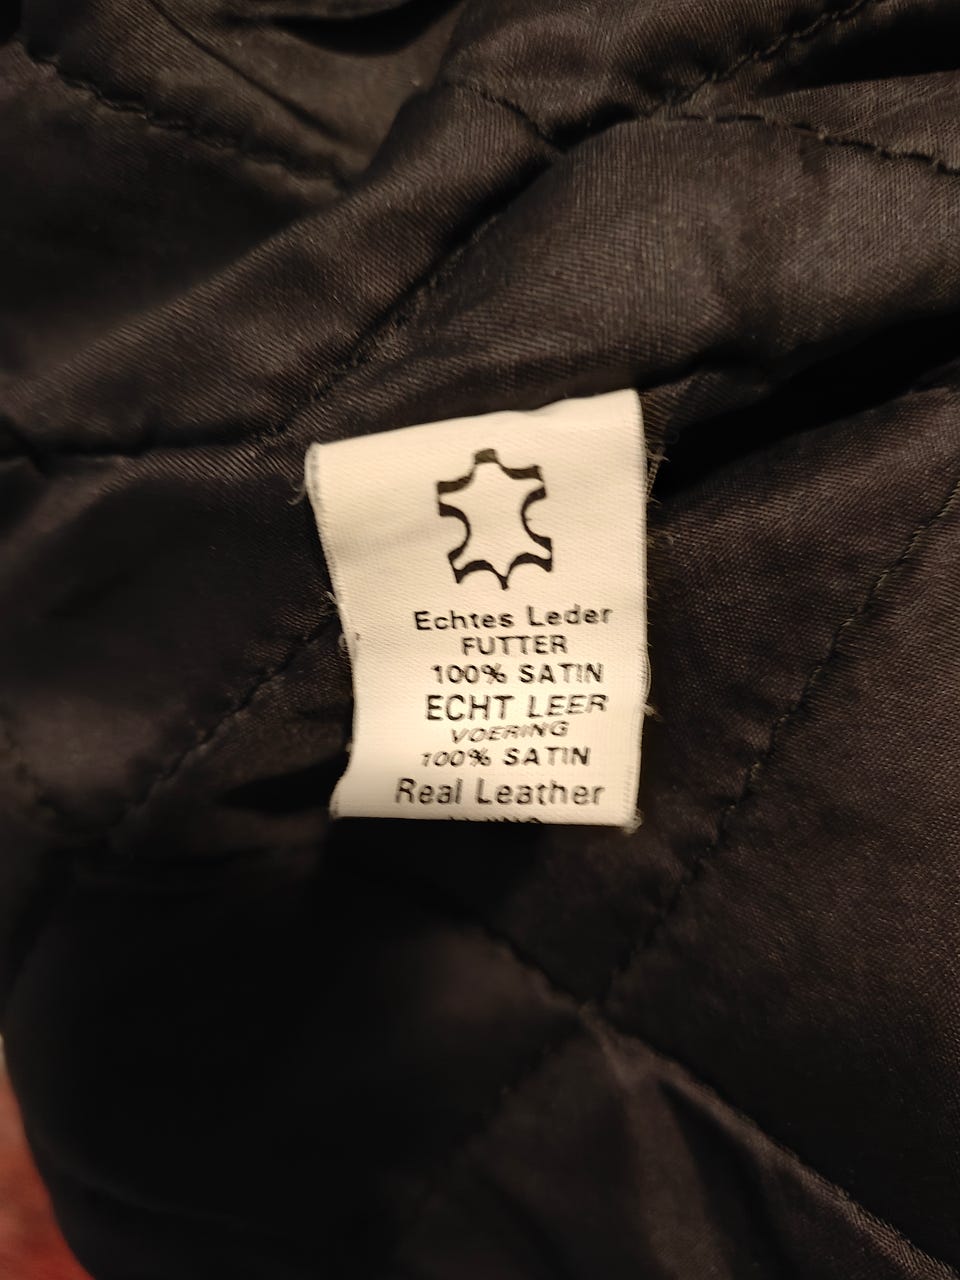 Echtes Leder
FUTTER
100% SATIN
ECHT LEER
VOERING
100% SATIN
Real Leather